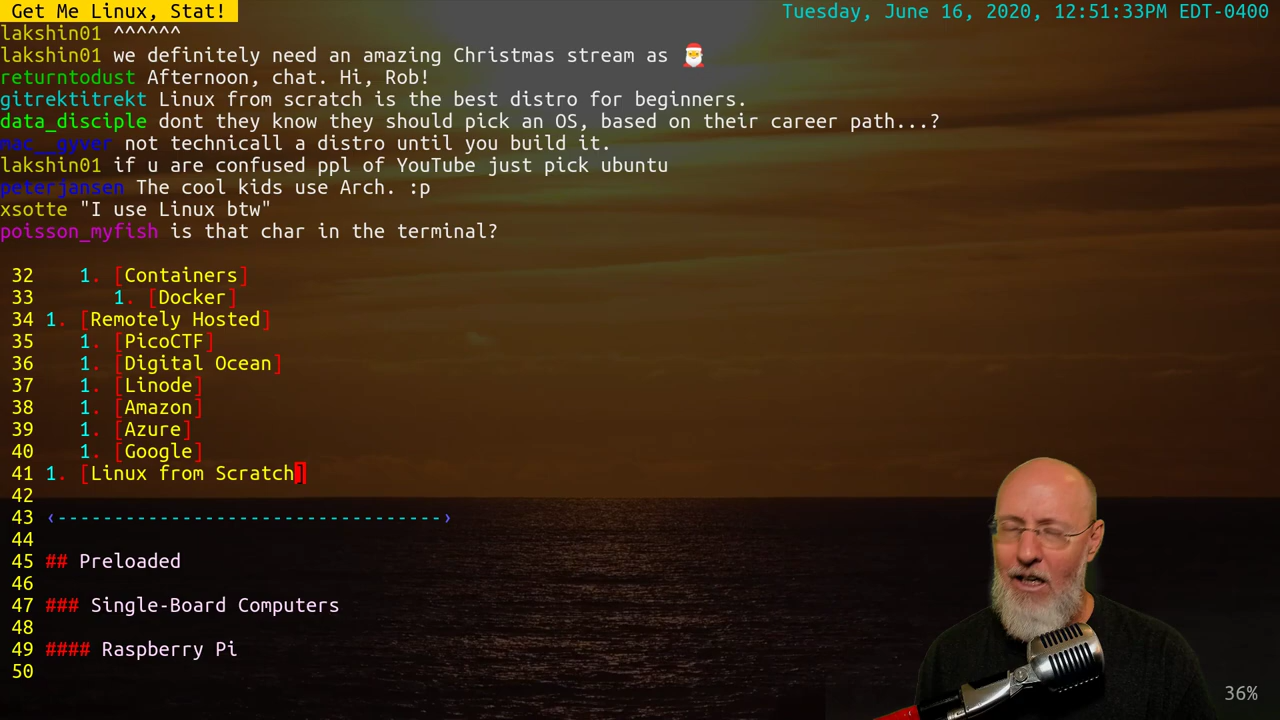 Get Me Linux, Stat!
Tuesday, June 16, 2020, 12:51:33PM EDT-0400
lakshin01 ^^^^^^
lakshin01 we definitely need an amazing Christmas stream as 🎅
returntodust Afternoon, chat. Hi, Rob!
gitrektitrekt Linux from scratch is the best distro for beginners.
data_disciple dont they know they should pick an OS, based on their career path...?
mac__gyver not technicall a distro until you build it.
lakshin01 if u are confused ppl of YouTube just pick ubuntu
peterjansen The cool kids use Arch. :p
xsotte "I use Linux btw"
poisson_myfish is that char in the terminal?
32 1. [Containers]
33 1. [Docker]
34 1. [Remotely Hosted]
35 1. [PicoCTF]
36 1. [Digital Ocean]
37 1. [Linode]
38 1. [Amazon]
39 1. [Azure]
40 1. [Google]
41 1. [Linux from Scratch]
42
43 <---------------------------------->
44
45 ## Preloaded
46
47 ### Single-Board Computers
48
49 #### Raspberry Pi
50
36%